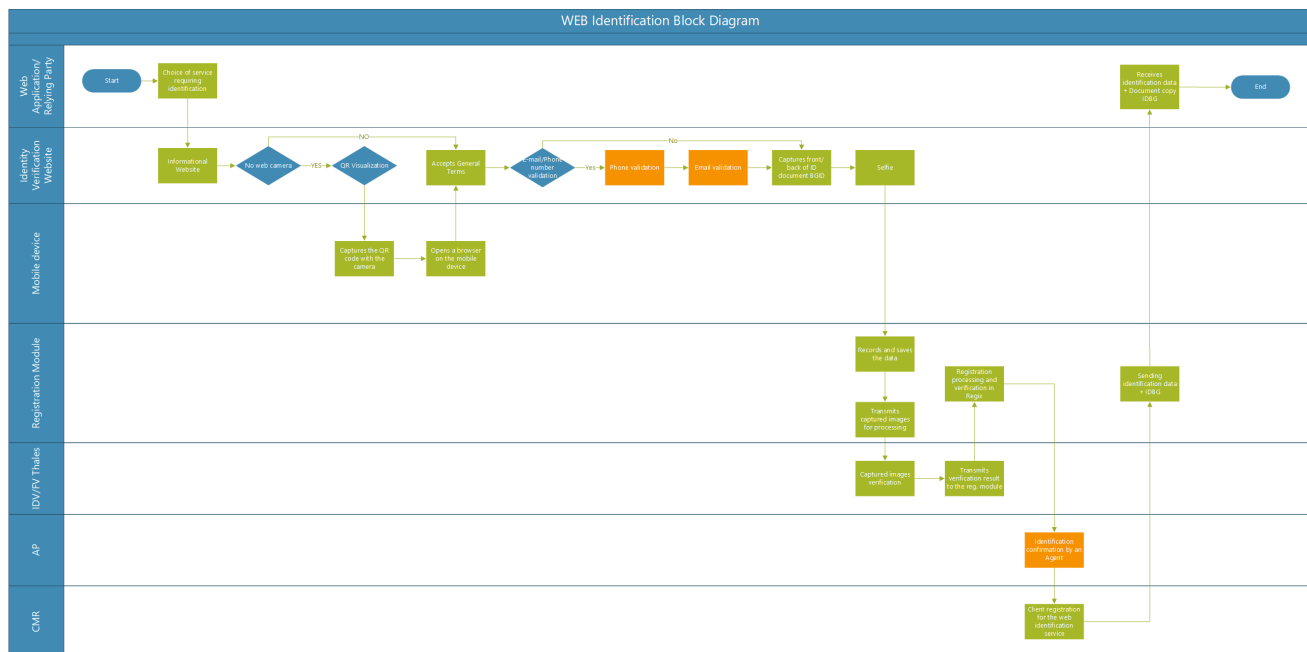 WEB Identification Block Diagram
Web
Application/
Relying Party
Start
Choice of service
requiring
identification
Receives
identification data
+ Document copy
IDBG
End
Identity
Verification
Website
Informational
Website
No web camera
YES
NO
QR Visualization
Accepts General
Terms
E-mail/Phone
number
validation
Yes
No
Phone validation
Email validation
Captures front/
back of ID
document BGID
Selfie
Mobile device
Captures the QR
code with the
camera
Opens a browser
on the mobile
device.
Registration Module
Records and saves
the data
Transmits
captured images
for processing
Registration
processing and
verification in
Regix
Sending
identification data
+ IDBG
IDV/FV Thales
Captured images
verification
Transmits
verification result
to the reg. module
AP
Identification
confirmation by an
Agent
CMR
Client registration
for the web
identification
service